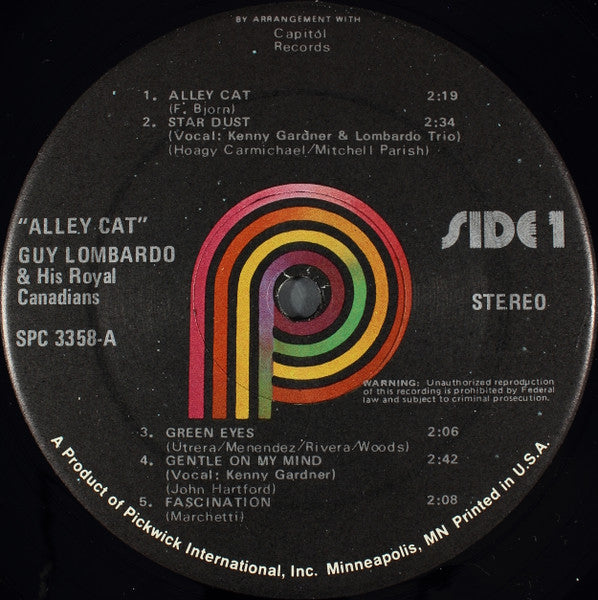 BY ARRANGEMENT WITH
Capitol
Records
1. ALLEY CAT 2:19
(F. Bjorn)
2. STAR DUST 2:34
(Vocal: Kenny Gardner & Lombardo Trio)
(Hoagy Carmichael/Mitchell Parish)
"ALLEY CAT"
GUY LOMBARDO
& His Royal
Canadians
SPC 3358-A
SIDE 1
STEREO
WARNING: Unauthorized reproduction
of this recording is prohibited by Federal
law and subject to criminal prosecution.
3. GREEN EYES 2:06
(Utrera/Menendez/Rivera/Woods)
4. GENTLE ON MY MIND 2:42
(Vocal: Kenny Gardner)
(John Hartford)
5. FASCINATION 2:08
(Marchetti)
A Product of Pickwick International, Inc. Minneapolis, MN Printed in U.S.A.